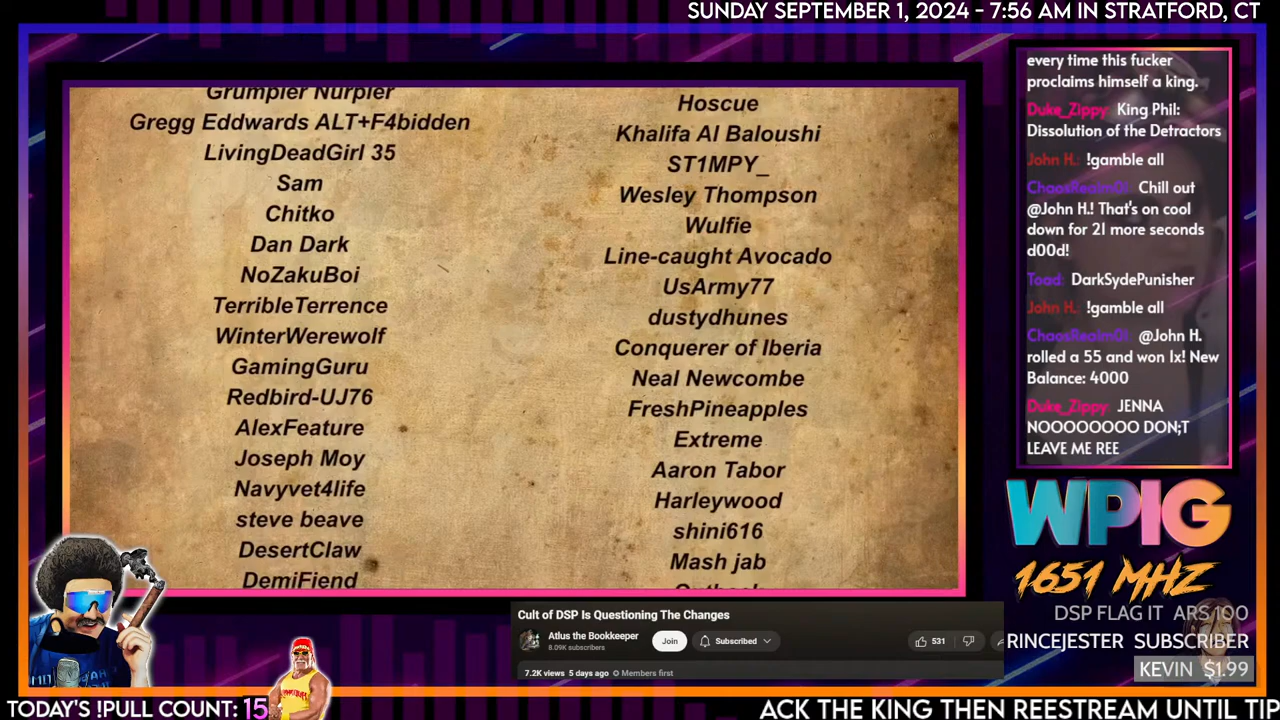 SUNDAY SEPTEMBER 1, 2024 - 7:56 AM IN STRATFORD, CT
Grumpier Nurpler
Gregg Eddwards ALT+F4bidden
LivingDeadGirl 35
Sam
Chitko
Dan Dark
NoZakuBoi
TerribleTerrence
WinterWerewolf
GamingGuru
Redbird-UJ76
AlexFeature
Joseph Moy
Navyvet4life
steve beave
DesertClaw
DemiFiend
Hoscue
Khalifa Al Baloushi
ST1MPY_
Wesley Thompson
Wulfie
Line-caught Avocado
UsArmy77
dustydhunes
Conquerer of Iberia
Neal Newcombe
FreshPineapples
Extreme
Aaron Tabor
Harleywood
shini616
Mash jab
every time this fucker
proclaims himself a king.
Duke_Zippy: King Phil:
Dissolution of the Detractors
John H.: !gamble all
ChaosRealm01: Chill out
@John H.! That's on cool
down for 21 more seconds
d00d!
Toad: DarkSydePunisher
John H.: !gamble all
ChaosRealm01: @John H.
rolled a 55 and won 1x! New
Balance: 4000
Duke_Zippy: JENNA
NOOOOOOOO DON;T
LEAVE ME REE
WPIG
1651 MHZ
DSP FLAG IT ARS 100
RINCEJESTER SUBSCRIBER
KEVIN $1.99
Cult of DSP Is Questioning The Changes
Atlus the Bookkeeper
8.09K subscribers
Join
Subscribed
531
7.2K views 5 days ago Members first
TODAY'S !PULL COUNT: 15
ACK THE KING THEN REESTREAM UNTIL TIP